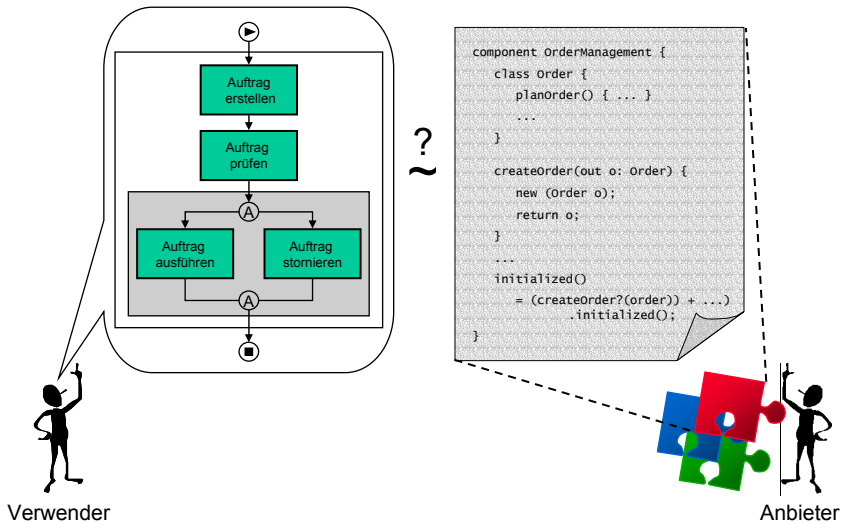 Auftrag
erstellen
Auftrag
prüfen
A
Auftrag
ausführen
Auftrag
stornieren
A
?
~
component OrderManagement {
class Order {
planOrder() { ... }
...
}
createOrder(out o: Order) {
new (Order o);
return o;
}
...
initialized()
= (createOrder?(order)) + ...)
.initialized();
}
Verwender
Anbieter